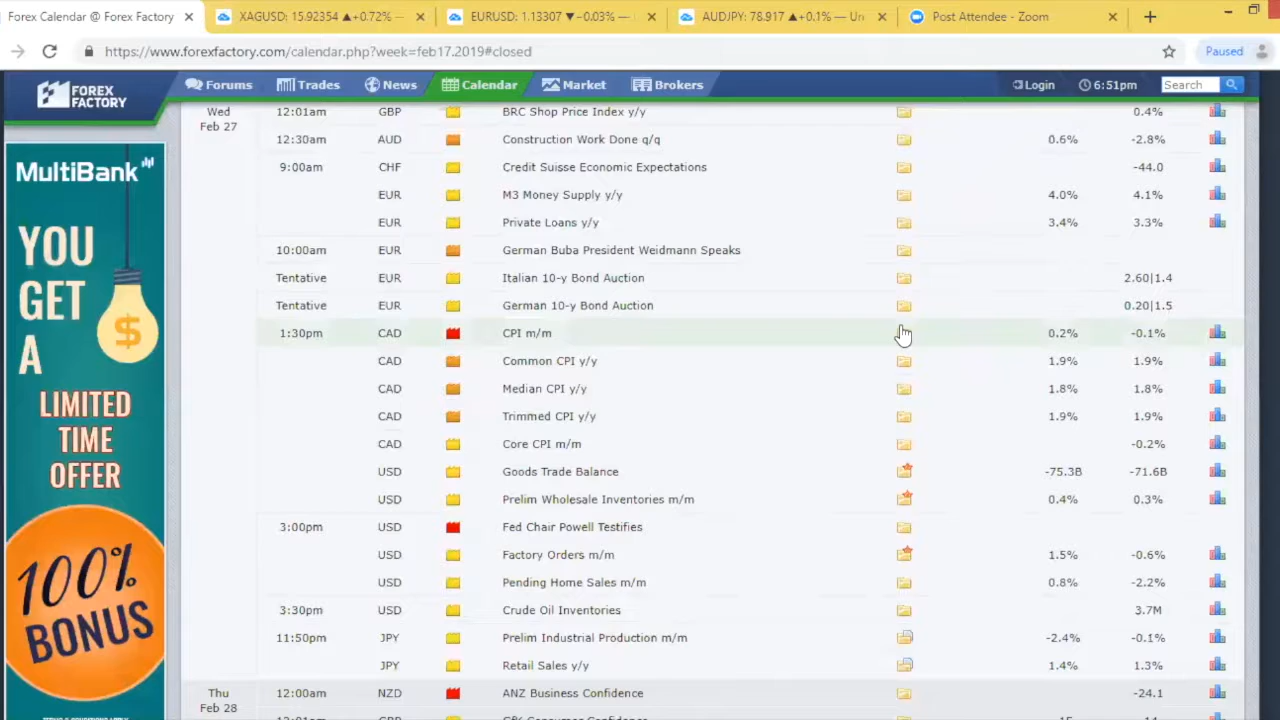 Forex Calendar @ Forex Factory
XAGUSD: 15.92354 ▲+0.72% —
EURUSD: 1.13307 ▼−0.03% —
AUDJPY: 78.917 ▲+0.1% — Un
Post Attendee - Zoom
https://www.forexfactory.com/calendar.php?week=feb17.2019#closed
Paused
FOREX FACTORY
Forums Trades News Calendar Market Brokers Login 6:51pm Search
MultiBank
YOU
GET
A
LIMITED
TIME
OFFER
100%
BONUS
Wed 12:01am GBP BRC Shop Price Index y/y 0.4%
Feb 27
12:30am AUD Construction Work Done q/q 0.6% -2.8%
9:00am CHF Credit Suisse Economic Expectations -44.0
EUR M3 Money Supply y/y 4.0% 4.1%
EUR Private Loans y/y 3.4% 3.3%
10:00am EUR German Buba President Weidmann Speaks
Tentative EUR Italian 10-y Bond Auction 2.60|1.4
Tentative EUR German 10-y Bond Auction 0.20|1.5
1:30pm CAD CPI m/m 0.2% -0.1%
CAD Common CPI y/y 1.9% 1.9%
CAD Median CPI y/y 1.8% 1.8%
CAD Trimmed CPI y/y 1.9% 1.9%
CAD Core CPI m/m -0.2%
USD Goods Trade Balance -75.3B -71.6B
USD Prelim Wholesale Inventories m/m 0.4% 0.3%
3:00pm USD Fed Chair Powell Testifies
USD Factory Orders m/m 1.5% -0.6%
USD Pending Home Sales m/m 0.8% -2.2%
3:30pm USD Crude Oil Inventories 3.7M
11:50pm JPY Prelim Industrial Production m/m -2.4% -0.1%
JPY Retail Sales y/y 1.4% 1.3%
Thu 12:00am NZD ANZ Business Confidence -24.1
Feb 28